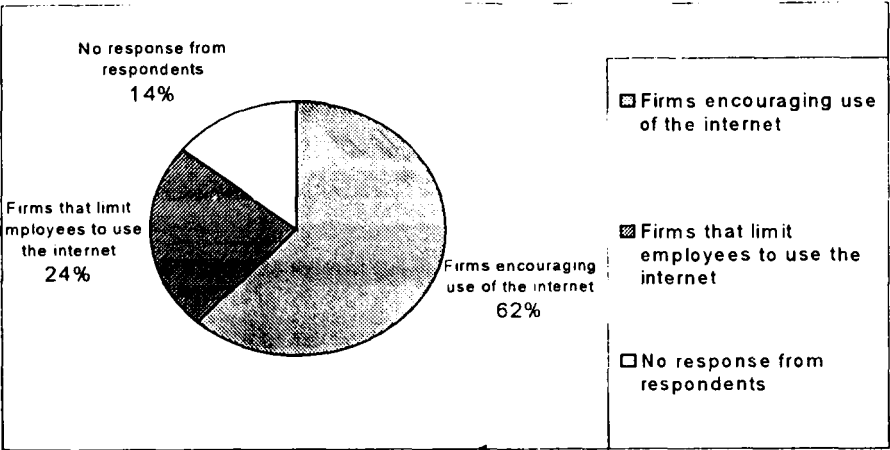 No response from
respondents
14%
Firms that limit
mployees to use
the internet
24%
Firms encouraging
use of the internet
62%
Firms encouraging use
of the internet
Firms that limit
employees to use the
internet
No response from
respondents